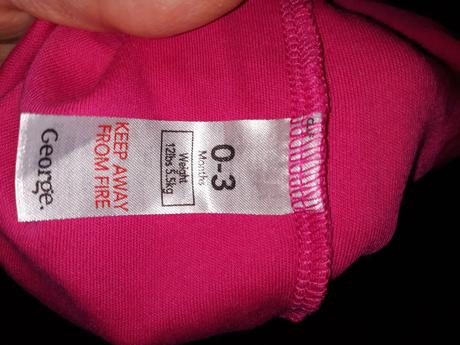 0-3
Months
Weight
12lbs 5.5kg
KEEP AWAY
FROM FIRE
George.